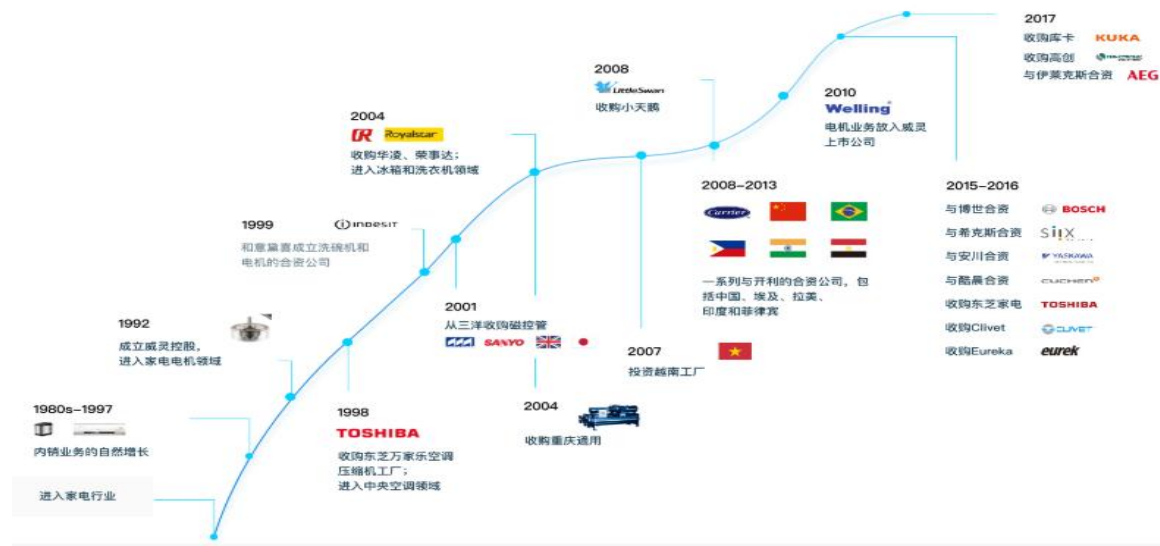 2017
收购库卡 KUKA
收购高创
与伊莱克斯合资 AEG
2008
LittleSwan
收购小天鹅
2010
Welling
电机业务放入威灵
上市公司
2004
Royalstar
收购华凌、荣事达；
进入冰箱和洗衣机领域
2008-2013
Carrier
一系列与开利的合资公司，包
括中国、埃及、拉美、
印度和菲律宾
2015-2016
与博世合资 BOSCH
与希克斯合资 SIIX
与安川合资 YASKAWA
与酷晨合资 CUCHEN
收购东芝家电 TOSHIBA
收购Clivet CLIVET
收购Eureka eurek
1999 inDesit
和意黛喜成立洗碗机和
电机的合资公司
2001
从三洋收购磁控管
SANYO
1992
成立威灵控股，
进入家电电机领域
2007
投资越南工厂
1980s-1997
内销业务的自然增长
1998
TOSHIBA
收购东芝万家乐空调
压缩机工厂；
进入中央空调领域
2004
收购重庆通用
进入家电行业